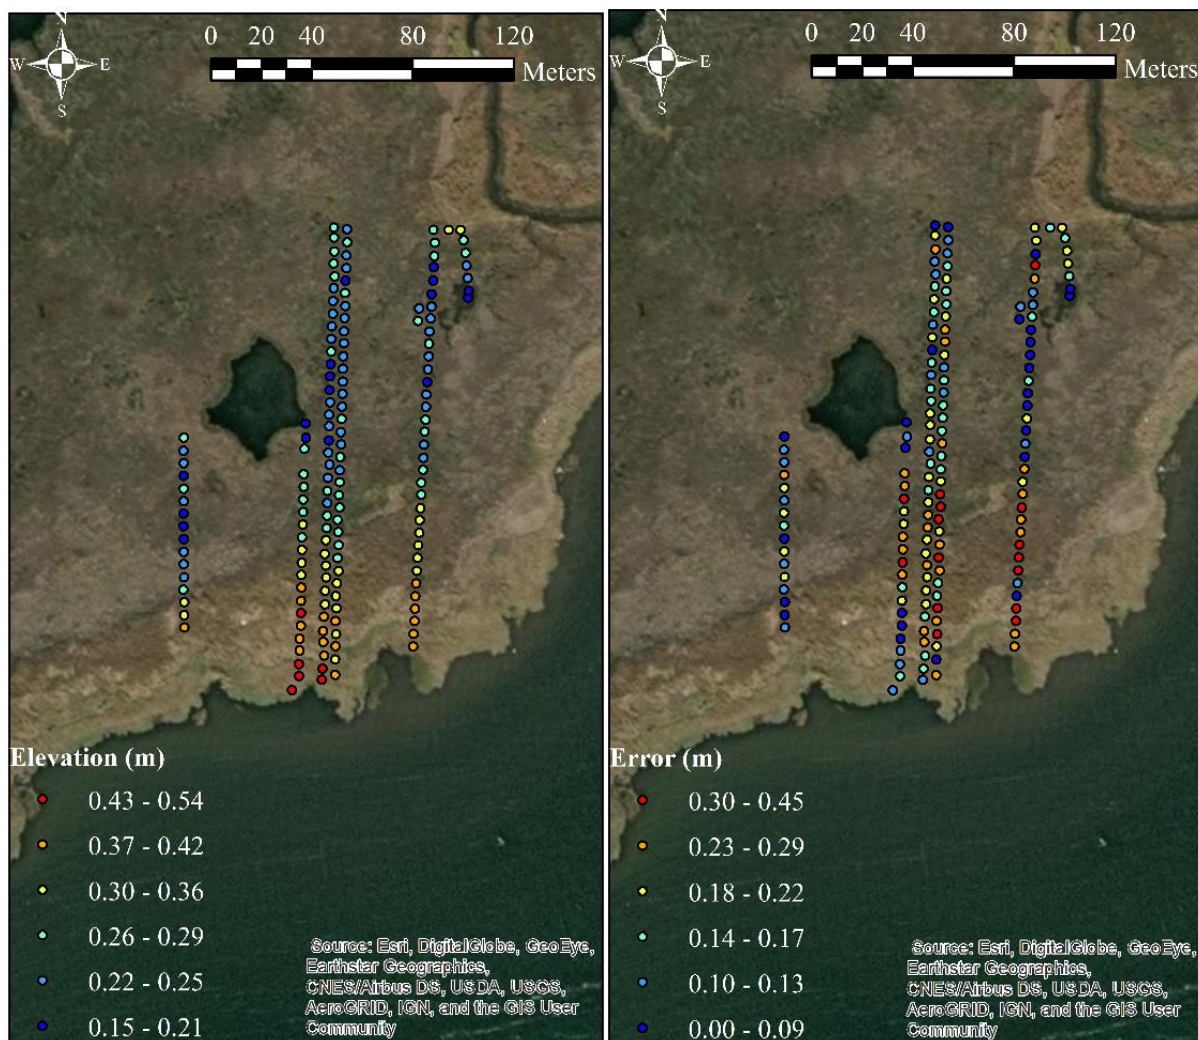 N
W E
S
0 20 40 80 120
Meters
Elevation (m)
0.43 - 0.54
0.37 - 0.42
0.30 - 0.36
0.26 - 0.29
0.22 - 0.25
0.15 - 0.21
Source: Esri, DigitalGlobe, GeoEye,
Earthstar Geographics,
CNES/Airbus DS, USDA, USGS,
AeroGRID, IGN, and the GIS User
Community
N
W E
S
0 20 40 80 120
Meters
Error (m)
0.30 - 0.45
0.23 - 0.29
0.18 - 0.22
0.14 - 0.17
0.10 - 0.13
0.00 - 0.09
Source: Esri, DigitalGlobe, GeoEye,
Earthstar Geographics,
CNES/Airbus DS, USDA, USGS,
AeroGRID, IGN, and the GIS User
Community